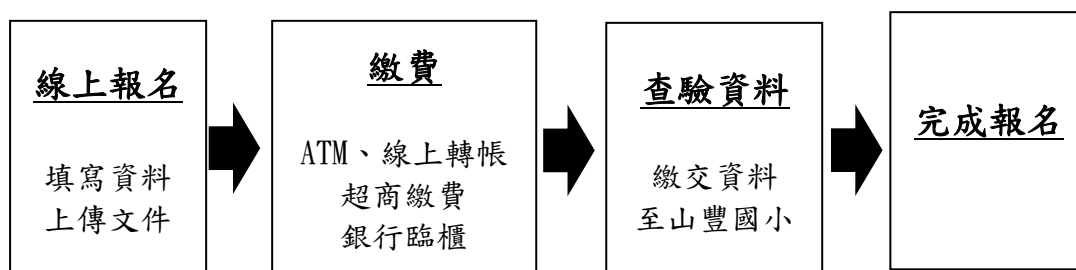 線上報名
填寫資料
上傳文件
繳費
ATM、線上轉帳
超商繳費
銀行臨櫃
查驗資料
繳交資料
至山豐國小
完成報名